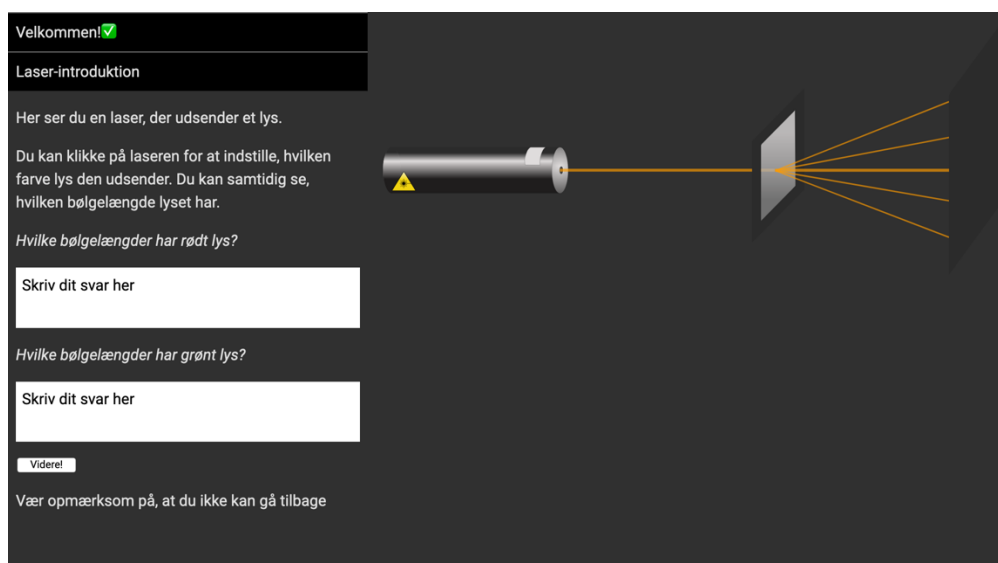 Velkommen!✅
Laser-introduktion
Her ser du en laser, der udsender et lys.
Du kan klikke på laseren for at indstille, hvilken
farve lys den udsender. Du kan samtidig se,
hvilken bølgelængde lyset har.
Hvilke bølgelængder har rødt lys?
Skriv dit svar her
Hvilke bølgelængder har grønt lys?
Skriv dit svar her
Videre!
Vær opmærksom på, at du ikke kan gå tilbage